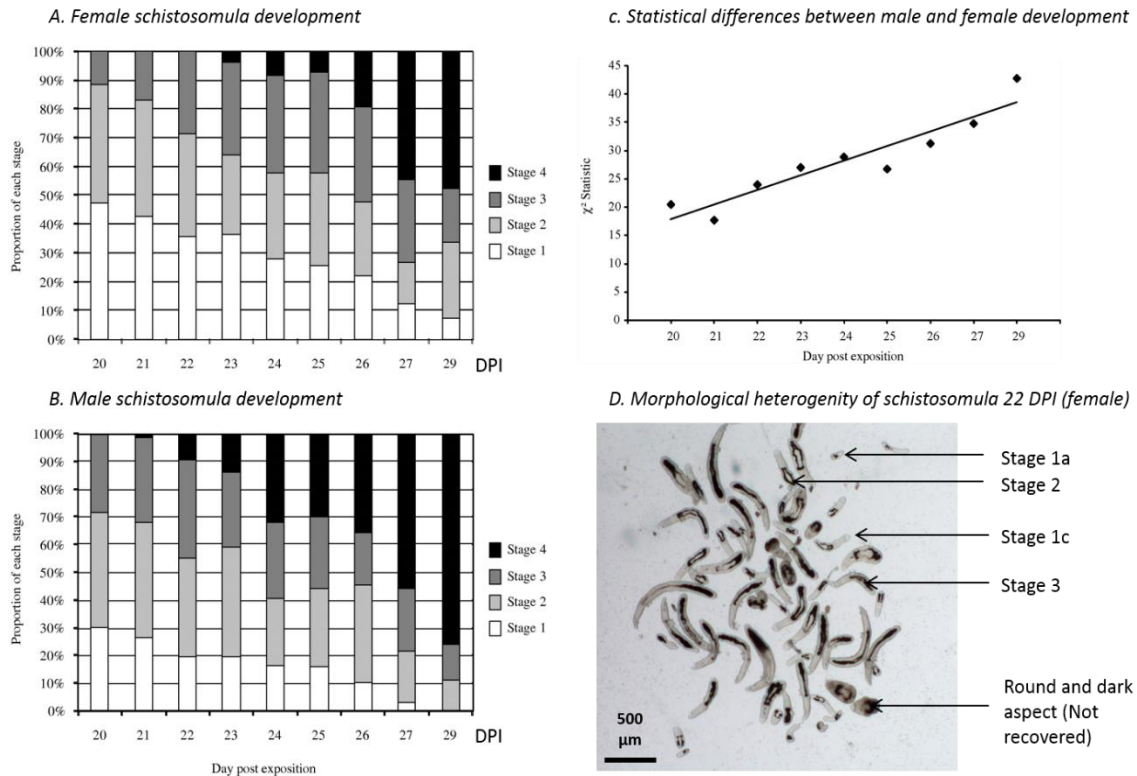 A. Female schistosomula development
100%
90%
80%
70%
60%
50%
40%
30%
20%
10%
0%
Proportion of each stage
Stage 4
Stage 3
Stage 2
Stage 1
20 21 22 23 24 25 26 27 29 DPI
B. Male schistosomula development
100%
90%
80%
70%
60%
50%
40%
30%
20%
10%
0%
Proportion of each stage
Stage 4
Stage 3
Stage 2
Stage 1
20 21 22 23 24 25 26 27 29 DPI
Day post exposition
c. Statistical differences between male and female development
45
40
35
30
25
20
15
10
5
0
χ² Statistic
20 21 22 23 24 25 26 27 29
Day post exposition
D. Morphological heterogenity of schistosomula 22 DPI (female)
Stage 1a
Stage 2
Stage 1c
Stage 3
Round and dark
aspect (Not
recovered)
500
µm